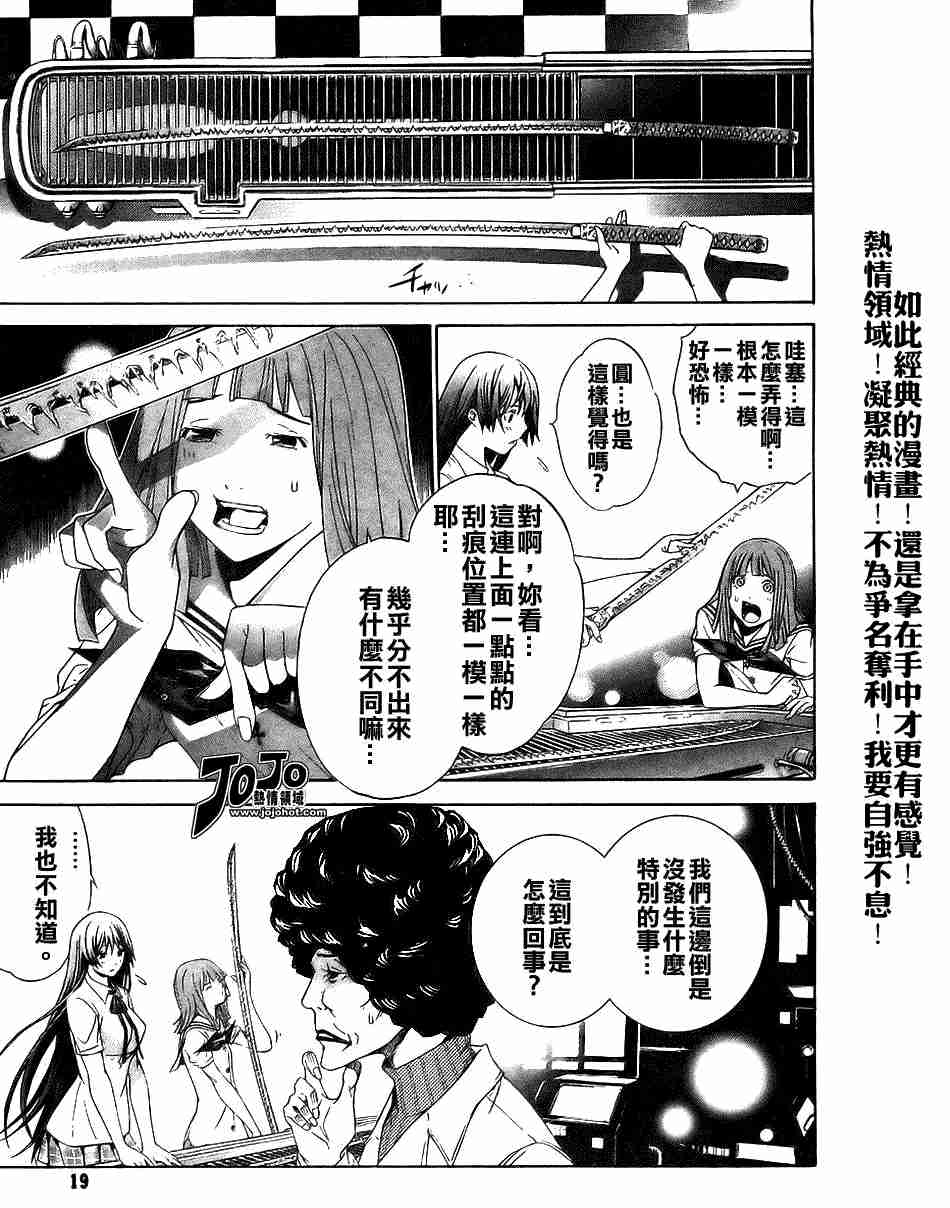 チャッ
哇塞…這
怎麼弄得啊…
根本一模
一樣…
好恐怖…
圓…也是
這樣覺得嗎？
對啊，妳看…
這連上面一點點的
刮痕位置都一模一樣
耶…
幾乎分不出來
有什麼不同嘛…
JOJO
熱情領域
www.jojohot.com
我們這邊倒是
沒發生什麼
特別的事…
這到底是
怎麼回事？
……
我也不知道。
19
如此經典的漫畫！還是拿在手中才更有感覺！
熱情領域！凝聚熱情！不為爭名奪利！我要自強不息！